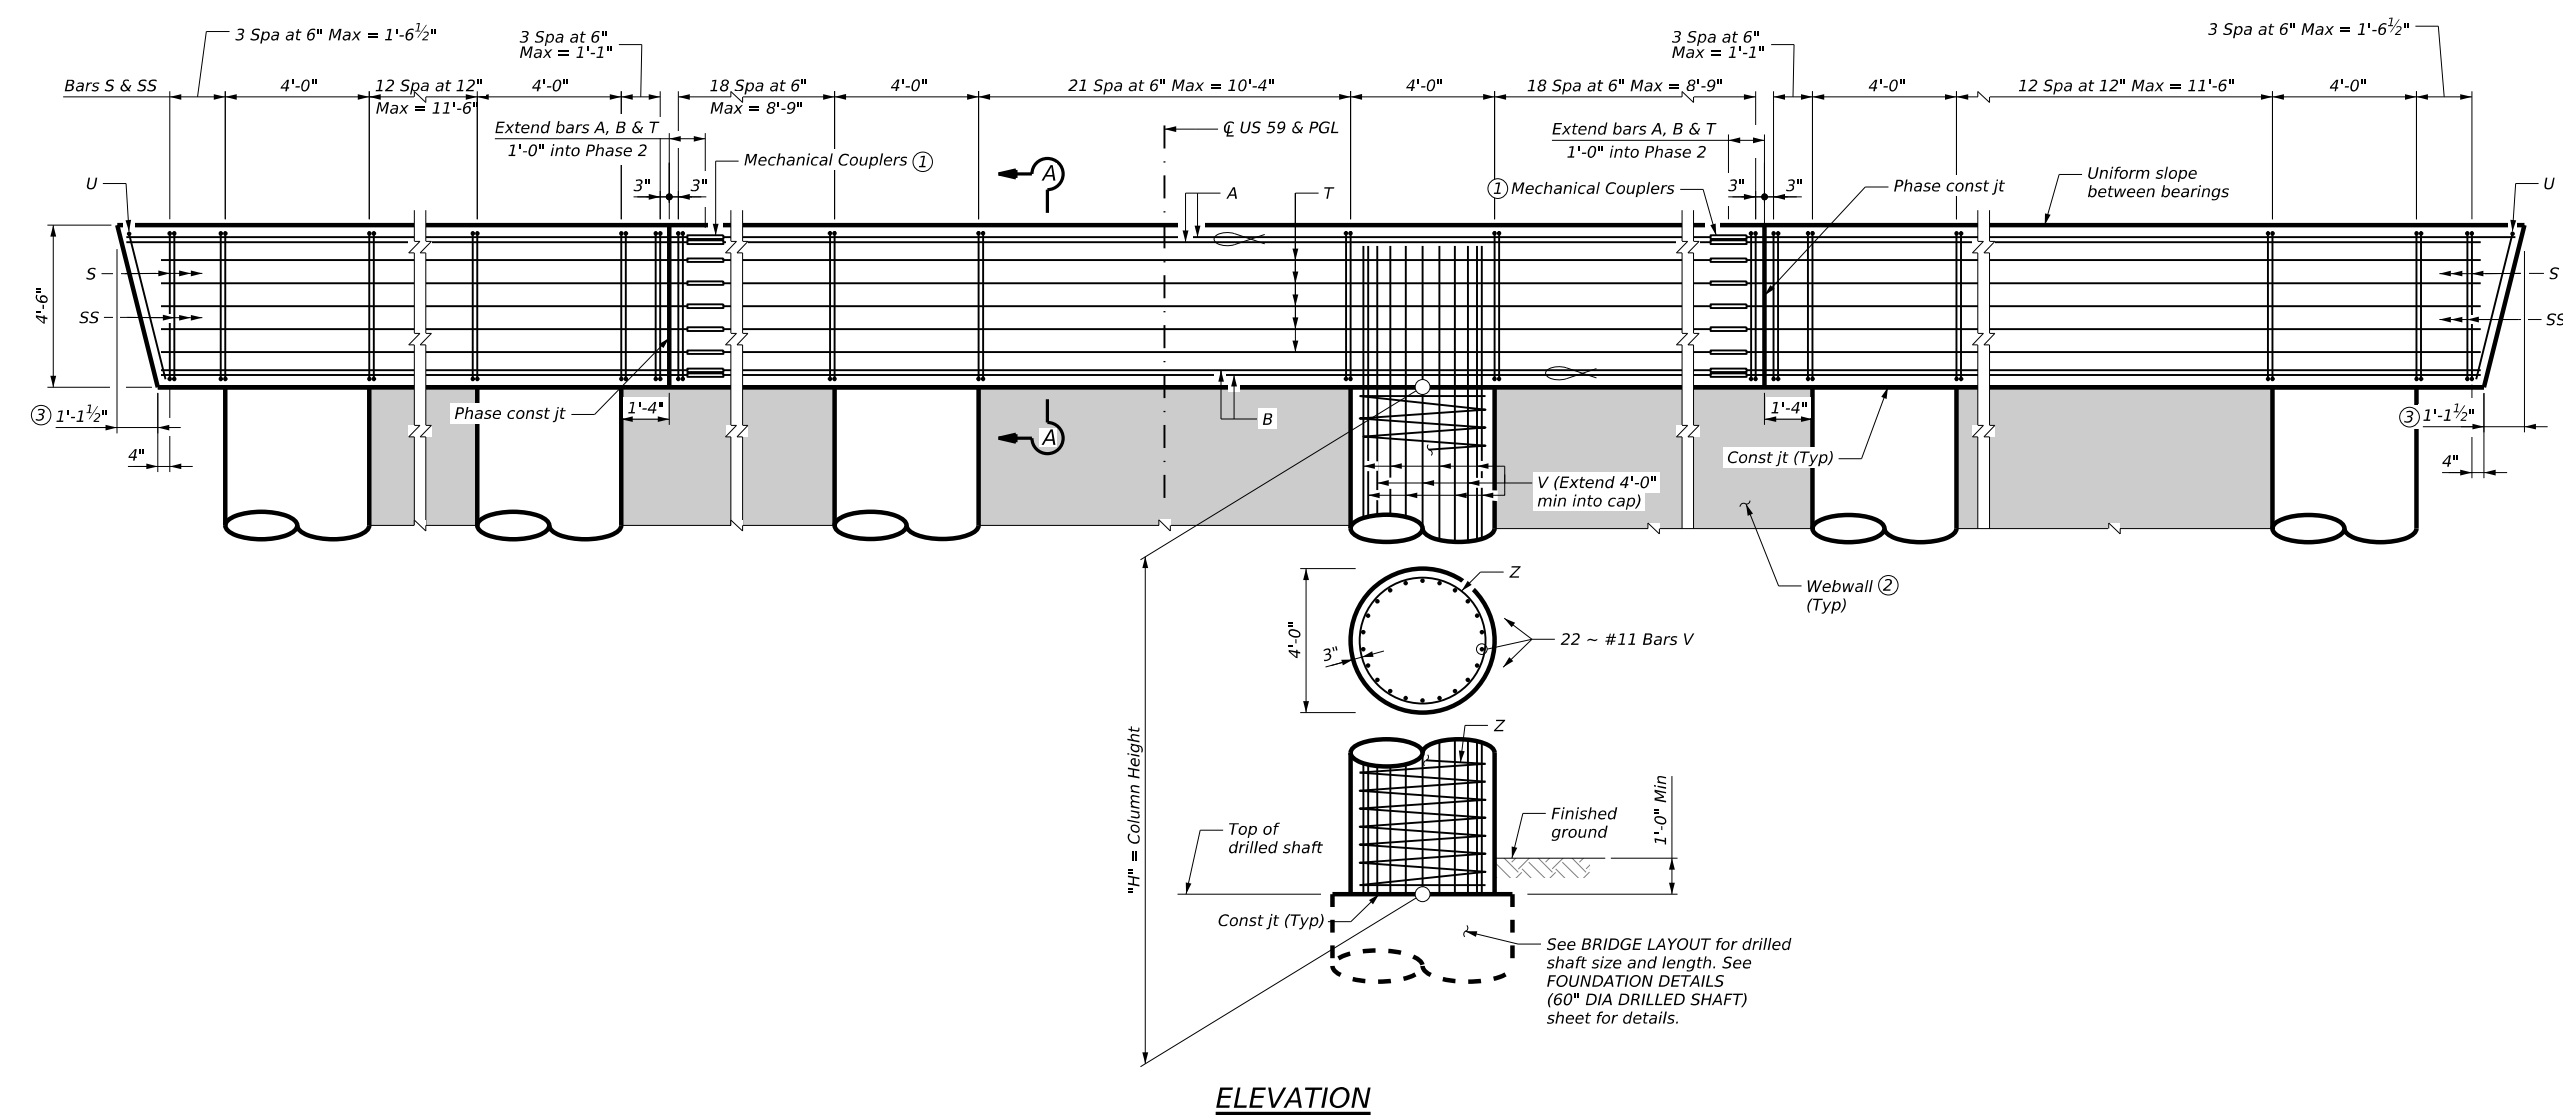 3 Spa at 6" Max = 1'-6½"
3 Spa at 6"
Max = 1'-1"
3 Spa at 6"
Max = 1'-1"
3 Spa at 6" Max = 1'-6½"
Bars S & SS
4'-0"
12 Spa at 12"
Max = 11'-6"
4'-0"
18 Spa at 6"
Max = 8'-9"
4'-0"
21 Spa at 6" Max = 10'-4"
4'-0"
18 Spa at 6" Max = 8'-9"
4'-0"
12 Spa at 12" Max = 11'-6"
4'-0"
Extend bars A, B & T
1'-0" into Phase 2
Mechanical Couplers ①
A
℄ US 59 & PGL
Extend bars A, B & T
1'-0" into Phase 2
① Mechanical Couplers
Phase const jt
Uniform slope
between bearings
U
3"
3"
A
T
3"
3"
U
S
SS
4'-6"
S
SS
③ 1'-1½"
4"
Phase const jt
1'-4"
A
B
1'-4"
Const jt (Typ)
③ 1'-1½"
4"
V (Extend 4'-0"
min into cap)
Webwall ②
(Typ)
Z
4'-0"
3"
22 ~ #11 Bars V
Z
"H" = Column Height
Top of
drilled shaft
Finished
ground
1'-0" Min
Const jt (Typ)
See BRIDGE LAYOUT for drilled
shaft size and length. See
FOUNDATION DETAILS
(60" DIA DRILLED SHAFT)
sheet for details.
ELEVATION